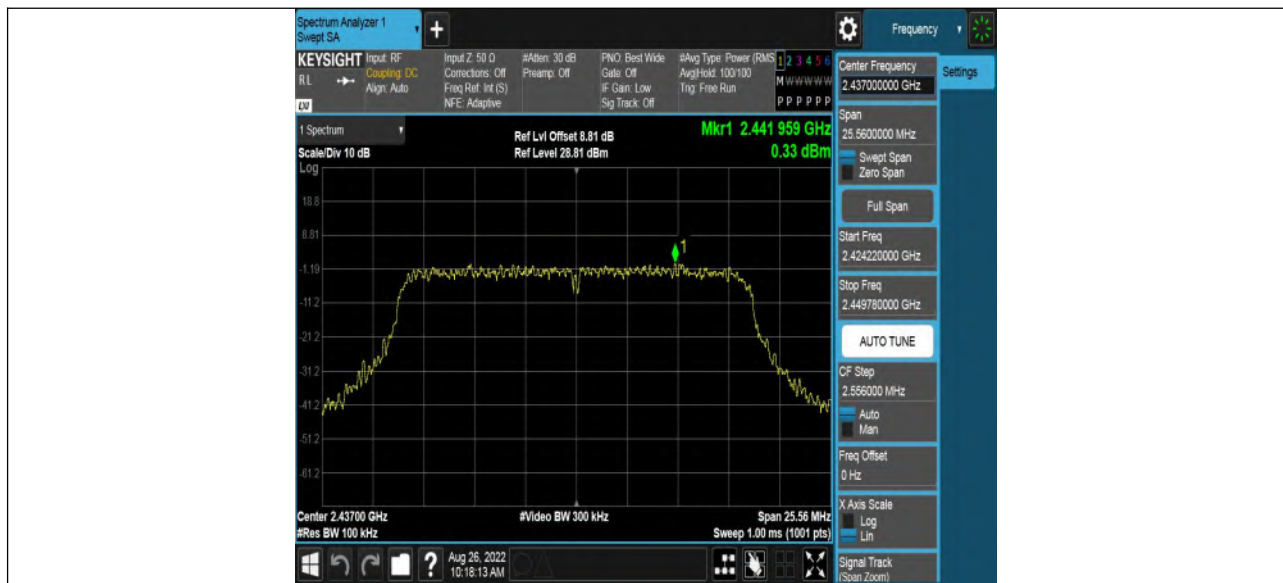 Spectrum Analyzer 1
Swept SA
+
Frequency
KEYSIGHT
RL
Input: RF
Coupling: DC
Align: Auto
Input Z: 50 Ω
Corrections: Off
Freq Ref: Int (S)
NFE: Adaptive
#Atten: 30 dB
Preamp: Off
PNO: Best Wide
Gate: Off
IF Gain: Low
Sig Track: Off
#Avg Type: Power (RMS
Avg|Hold: 100/100
Trig: Free Run
1 2 3 4 5 6
M W W W W W
P P P P P P
1 Spectrum
Scale/Div 10 dB
Ref Lvl Offset 8.81 dB
Ref Level 28.81 dBm
Mkr1 2.441 959 GHz
0.33 dBm
Log
18.8
8.81
-1.19
-11.2
-21.2
-31.2
-41.2
-51.2
-61.2
1
Center 2.43700 GHz
#Res BW 100 kHz
#Video BW 300 kHz
Span 25.56 MHz
Sweep 1.00 ms (1001 pts)
?
Aug 26, 2022
10:18:13 AM
Center Frequency
2.437000000 GHz
Settings
Span
25.5600000 MHz
Swept Span
Zero Span
Full Span
Start Freq
2.424220000 GHz
Stop Freq
2.449780000 GHz
AUTO TUNE
CF Step
2.556000 MHz
Auto
Man
Freq Offset
0 Hz
X Axis Scale
Log
Lin
Signal Track
(Span Zoom)